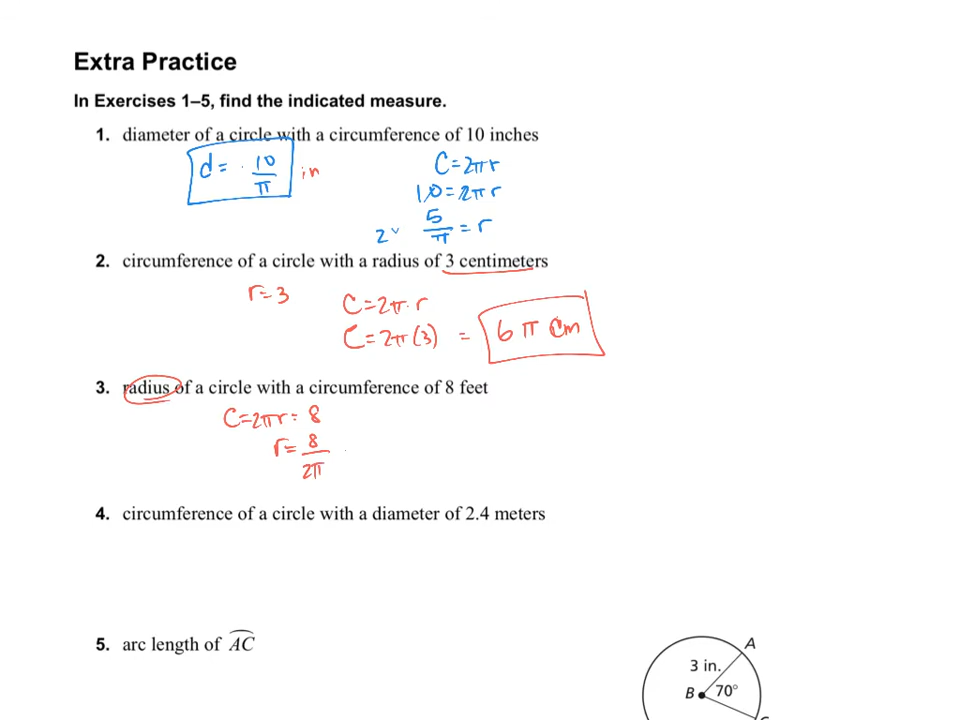 Extra Practice
In Exercises 1–5, find the indicated measure.
1. diameter of a circle with a circumference of 10 inches
d = 10/π in
C = 2πr
10 = 2πr
5/π = r
2×
2. circumference of a circle with a radius of 3 centimeters
r = 3
C = 2π·r
C = 2π(3) = 6π cm
3. radius of a circle with a circumference of 8 feet
C = 2πr = 8
r = 8/2π
4. circumference of a circle with a diameter of 2.4 meters
5. arc length of AC
A
3 in.
B 70°